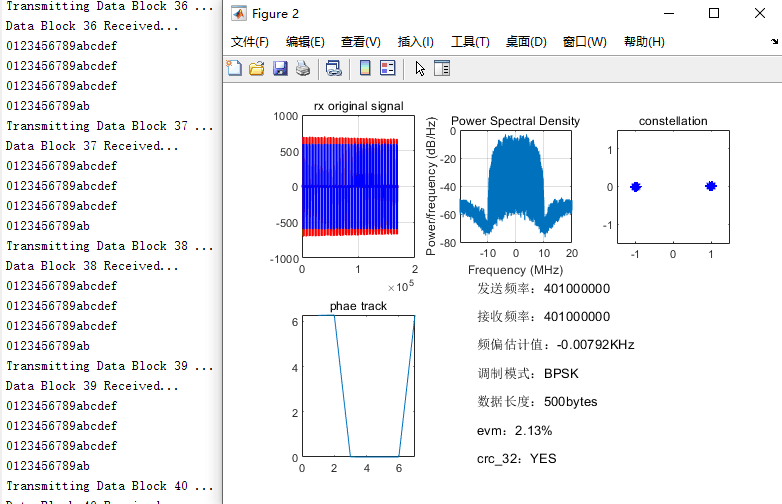 Transmitting Data Block 36 ...
Data Block 36 Received...
0123456789abcdef
0123456789abcdef
0123456789abcdef
0123456789ab
Transmitting Data Block 37 ...
Data Block 37 Received...
0123456789abcdef
0123456789abcdef
0123456789abcdef
0123456789ab
Transmitting Data Block 38 ...
Data Block 38 Received...
0123456789abcdef
0123456789abcdef
0123456789abcdef
0123456789ab
Transmitting Data Block 39 ...
Data Block 39 Received...
0123456789abcdef
0123456789abcdef
0123456789abcdef
0123456789ab
Transmitting Data Block 40 ...
Figure 2
文件(F) 编辑(E) 查看(V) 插入(I) 工具(T) 桌面(D) 窗口(W) 帮助(H)
rx original signal
1000
500
0
-500
-1000
0 1 2
×10^5
Power Spectral Density
Power/frequency (dB/Hz)
0
-20
-40
-60
-80
-10 0 10 20
Frequency (MHz)
constellation
1
0
-1
-1 0 1
phae track
6
4
2
0
0 2 4 6
发送频率：401000000
接收频率：401000000
频偏估计值：-0.00792KHz
调制模式：BPSK
数据长度：500bytes
evm：2.13%
crc_32：YES